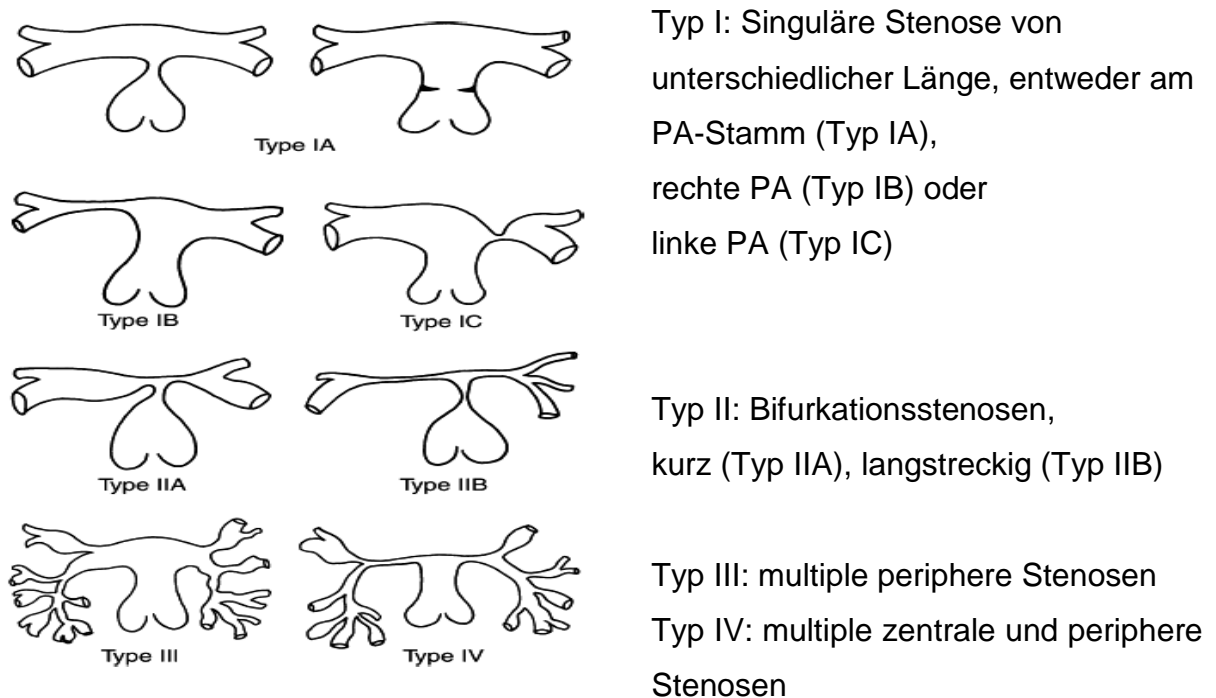 Typ I: Singuläre Stenose von
unterschiedlicher Länge, entweder am
PA-Stamm (Typ IA),
rechte PA (Typ IB) oder
linke PA (Typ IC)
Type IA
Type IB
Type IC
Typ II: Bifurkationsstenosen,
kurz (Typ IIA), langstreckig (Typ IIB)
Type IIA
Type IIB
Typ III: multiple periphere Stenosen
Typ IV: multiple zentrale und periphere
Stenosen
Type III
Type IV